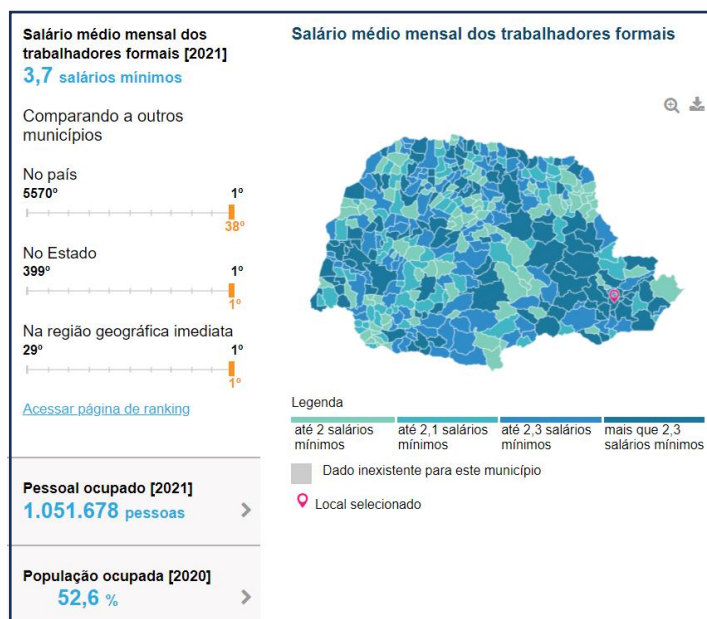 Salário médio mensal dos
trabalhadores formais [2021]
3,7 salários mínimos
Comparando a outros
municípios
No país
5570º 1º
38º
No Estado
399º 1º
1º
Na região geográfica imediata
29º 1º
1º
Acessar página de ranking
Pessoal ocupado [2021]
1.051.678 pessoas
População ocupada [2020]
52,6 %
Salário médio mensal dos trabalhadores formais
Legenda
até 2 salários
mínimos
até 2,1 salários
mínimos
até 2,3 salários
mínimos
mais que 2,3
salários mínimos
Dado inexistente para este município
Local selecionado